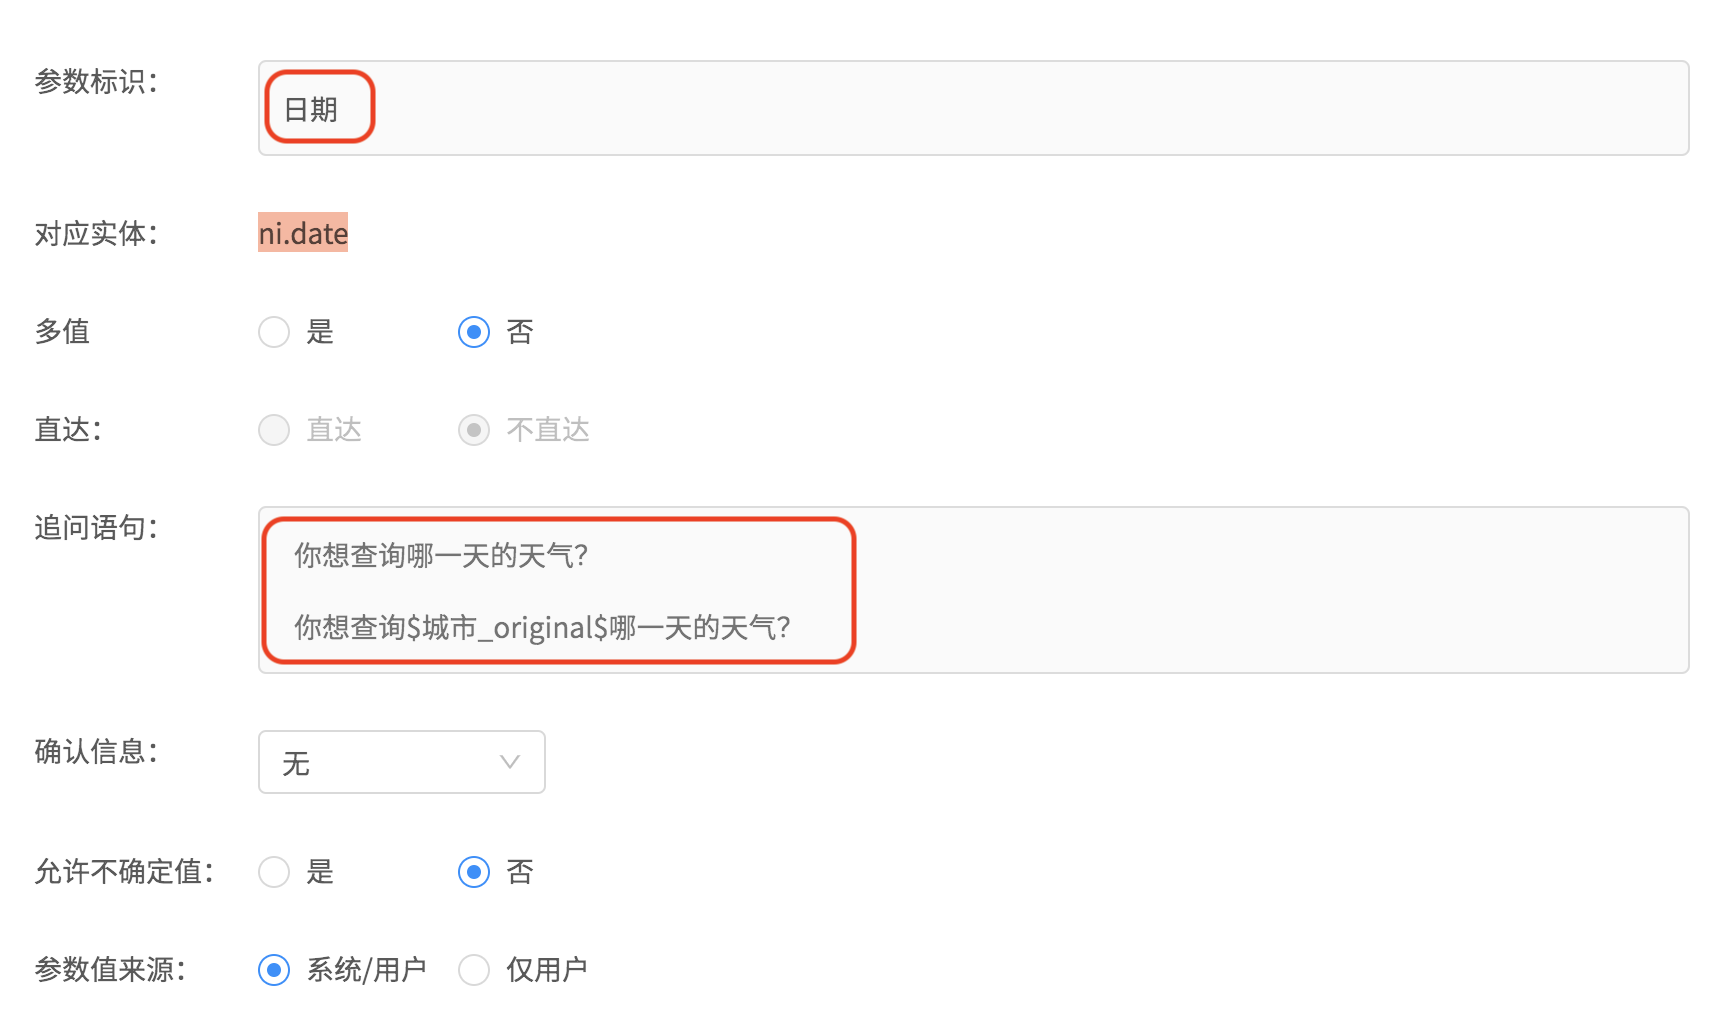 参数标识：
日期
对应实体：
ni.date
多值
是 否
直达：
直达 不直达
追问语句：
你想查询哪一天的天气？
你想查询$城市_original$哪一天的天气？
确认信息：
无
允许不确定值：
是 否
参数值来源：
系统/用户 仅用户